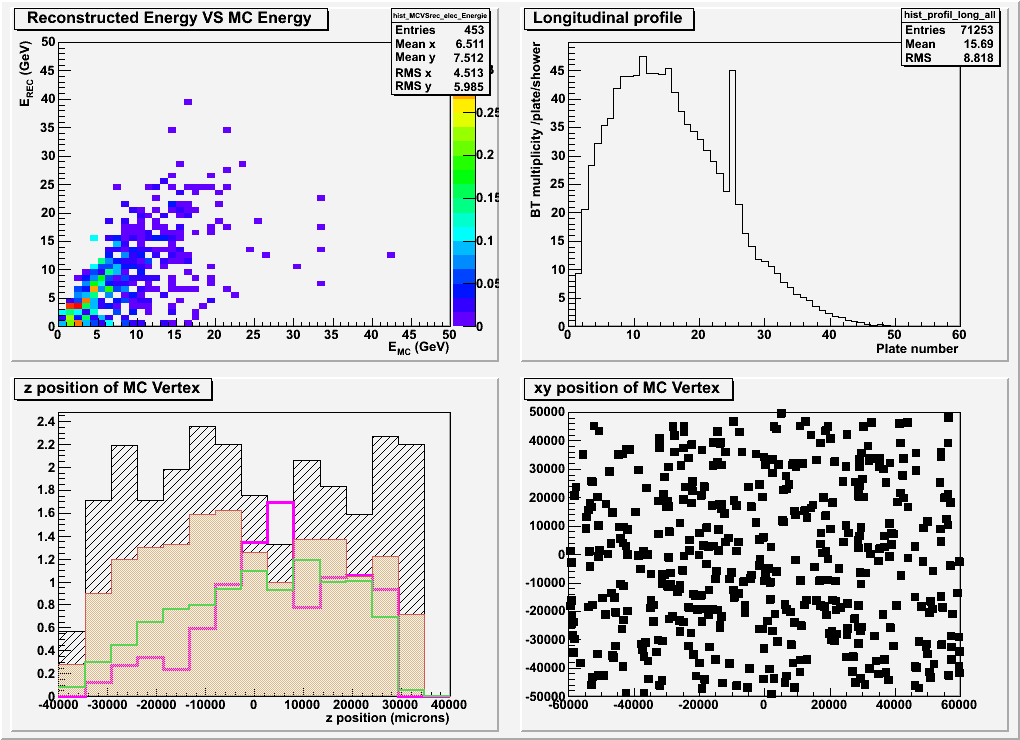 Reconstructed Energy VS MC Energy
hist_MCVSrec_elec_Energie
Entries 453
Mean x 6.511
Mean y 7.512
RMS x 4.513
RMS y 5.985
E_REC (GeV)
50
45
40
35
30
25
20
15
10
5
0
0 5 10 15 20 25 30 35 40 45 50
E_MC (GeV)
0.25
0.2
0.15
0.1
0.05
0
Longitudinal profile
hist_profil_long_all
Entries 71253
Mean 15.69
RMS 8.818
BT multiplicity /plate/shower
45
40
35
30
25
20
15
10
5
0
0 10 20 30 40 50 60
Plate number
z position of MC Vertex
2.4
2.2
2
1.8
1.6
1.4
1.2
1
0.8
0.6
0.4
0.2
0
-40000 -30000 -20000 -10000 0 10000 20000 30000 40000
z position (microns)
xy position of MC Vertex
50000
40000
30000
20000
10000
0
-10000
-20000
-30000
-40000
-50000
-60000 -40000 -20000 0 20000 40000 60000